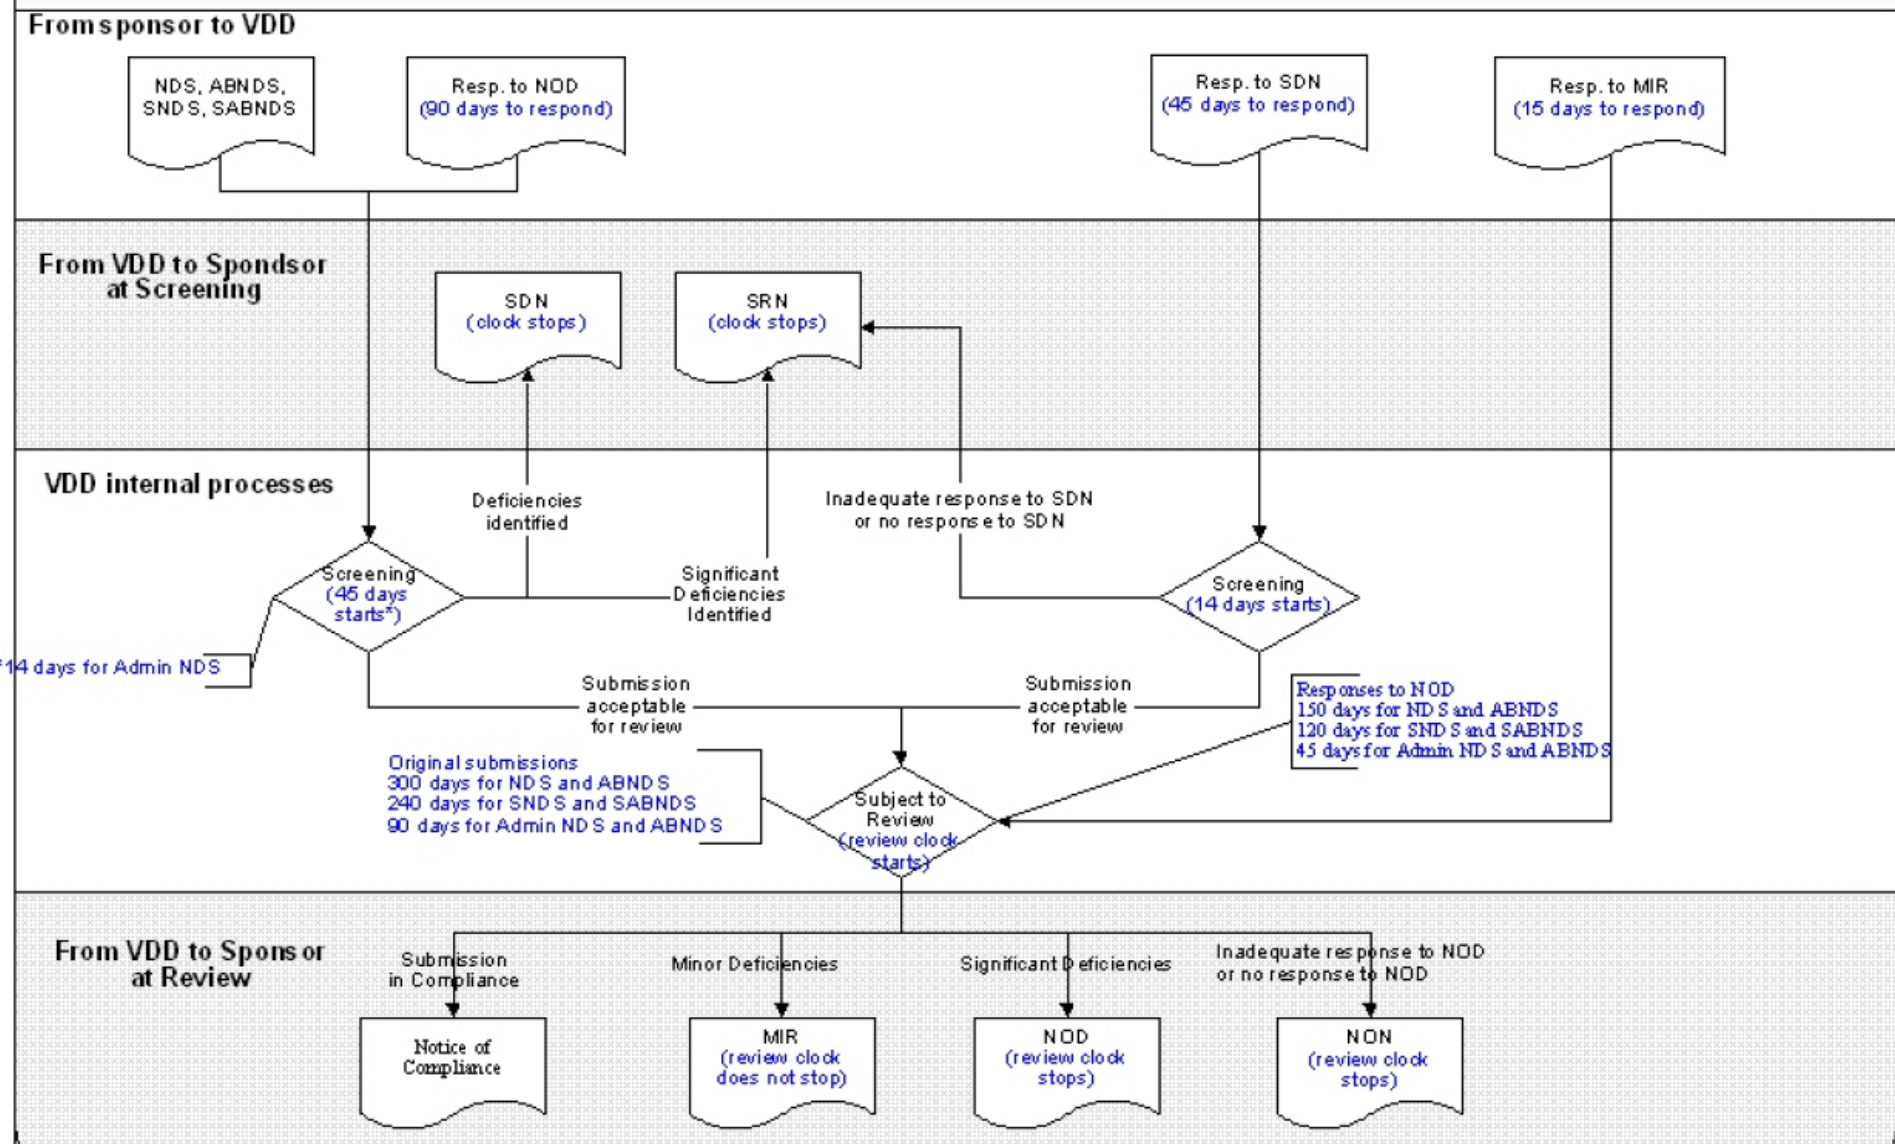 From sponsor to VDD
NDS, ABNDS,
SNDS, SABNDS
Resp. to NOD
(90 days to respond)
Resp. to SDN
(45 days to respond)
Resp. to MIR
(15 days to respond)
From VDD to Spondsor
at Screening
SDN
(clock stops)
SRN
(clock stops)
VDD internal processes
Deficiencies
identified
Inadequate response to SDN
or no response to SDN
Screening
(45 days
starts*)
Significant
Deficiencies
Identified
Screening
(14 days starts)
*14 days for Admin NDS
Submission
acceptable
for review
Submission
acceptable
for review
Responses to NOD
150 days for NDS and ABNDS
120 days for SNDS and SABNDS
45 days for Admin NDS and ABNDS
Original submissions
300 days for NDS and ABNDS
240 days for SNDS and SABNDS
90 days for Admin NDS and ABNDS
Subject to
Review
(review clock
starts)
From VDD to Sponsor
at Review
Submission
in Compliance
Minor Deficiencies
Significant Deficiencies
Inadequate response to NOD
or no response to NOD
Notice of
Compliance
MIR
(review clock
does not stop)
NOD
(review clock
stops)
NON
(review clock
stops)